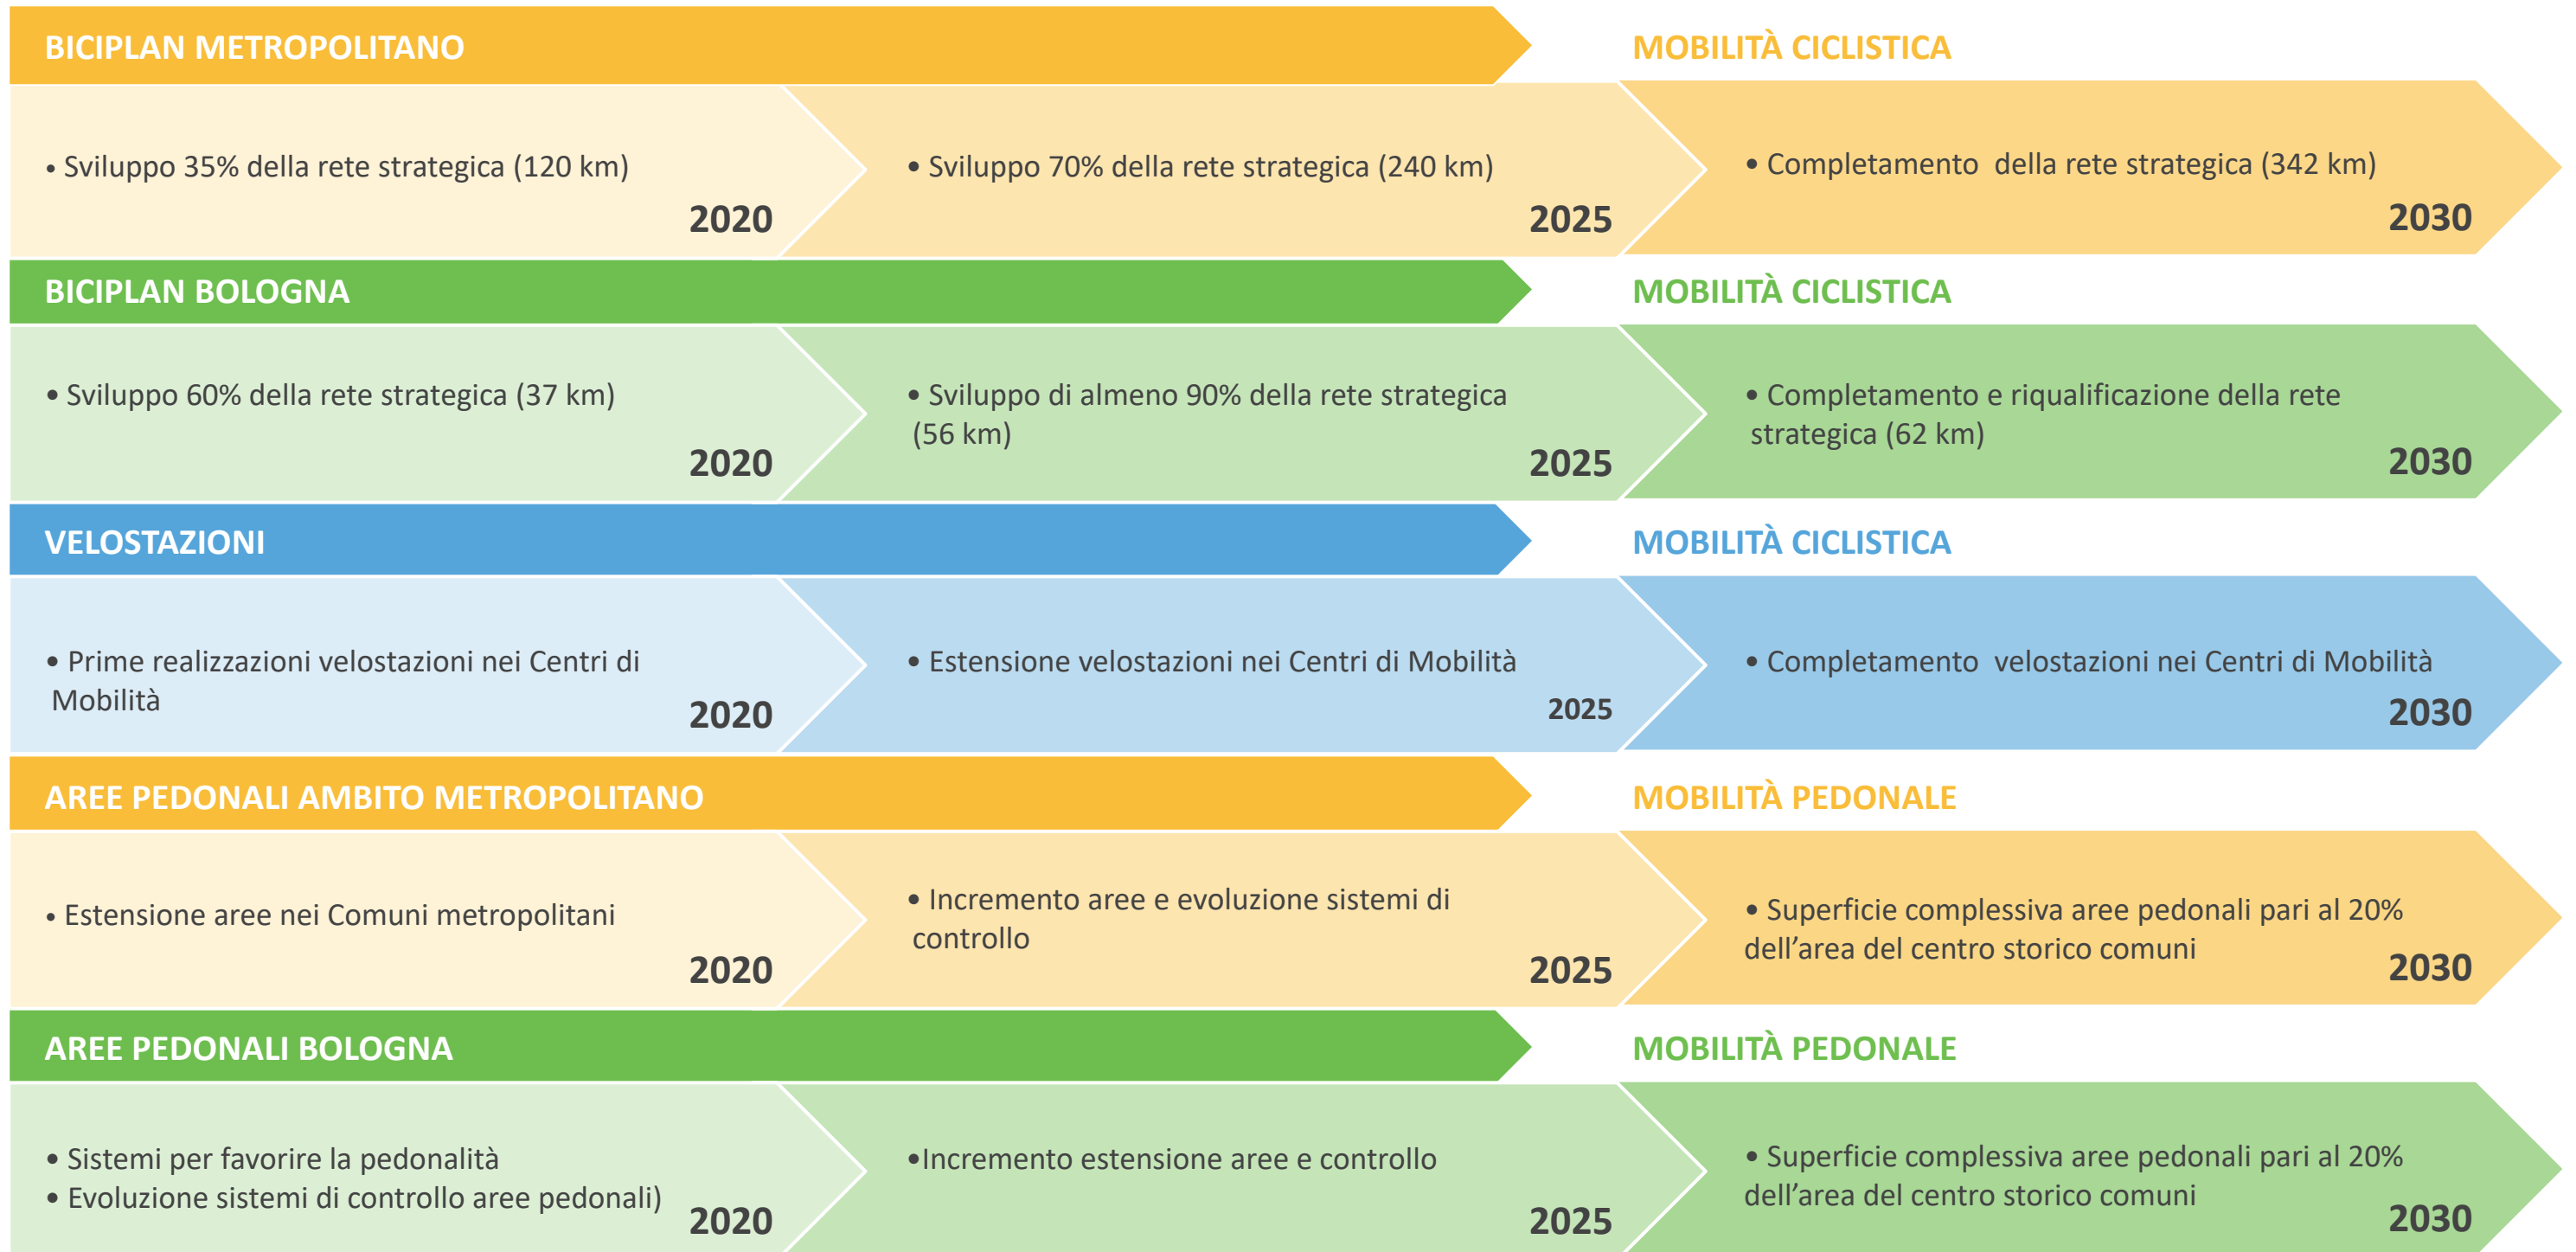 BICIPLAN METROPOLITANO
MOBILITÀ CICLISTICA
• Sviluppo 35% della rete strategica (120 km)
2020
• Sviluppo 70% della rete strategica (240 km)
2025
• Completamento della rete strategica (342 km)
2030
BICIPLAN BOLOGNA
MOBILITÀ CICLISTICA
• Sviluppo 60% della rete strategica (37 km)
2020
• Sviluppo di almeno 90% della rete strategica
(56 km)
2025
• Completamento e riqualificazione della rete
strategica (62 km)
2030
VELOSTAZIONI
MOBILITÀ CICLISTICA
• Prime realizzazioni velostazioni nei Centri di
Mobilità
2020
• Estensione velostazioni nei Centri di Mobilità
2025
• Completamento velostazioni nei Centri di Mobilità
2030
AREE PEDONALI AMBITO METROPOLITANO
MOBILITÀ PEDONALE
• Estensione aree nei Comuni metropolitani
2020
• Incremento aree e evoluzione sistemi di
controllo
2025
• Superficie complessiva aree pedonali pari al 20%
dell’area del centro storico comuni
2030
AREE PEDONALI BOLOGNA
MOBILITÀ PEDONALE
• Sistemi per favorire la pedonalità
• Evoluzione sistemi di controllo aree pedonali)
2020
•Incremento estensione aree e controllo
2025
• Superficie complessiva aree pedonali pari al 20%
dell’area del centro storico comuni
2030